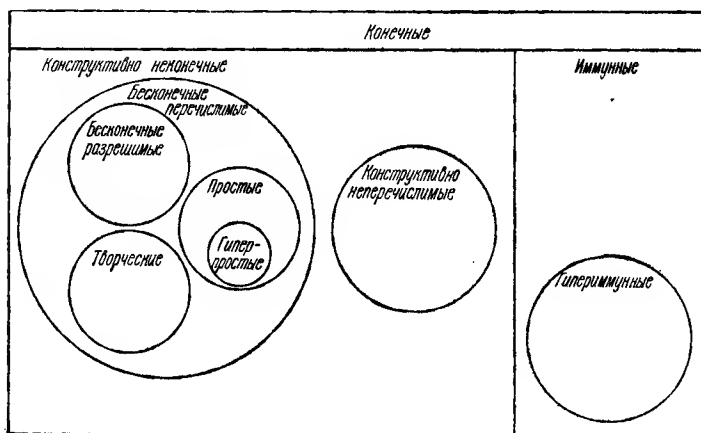 Конечные
Конструктивно неконечные
Иммунные
Бесконечные
перечислимые
Бесконечные
разрешимые
Простые
Гипер-
простые
Творческие
Конструктивно
неперечислимые
Гипериммунные